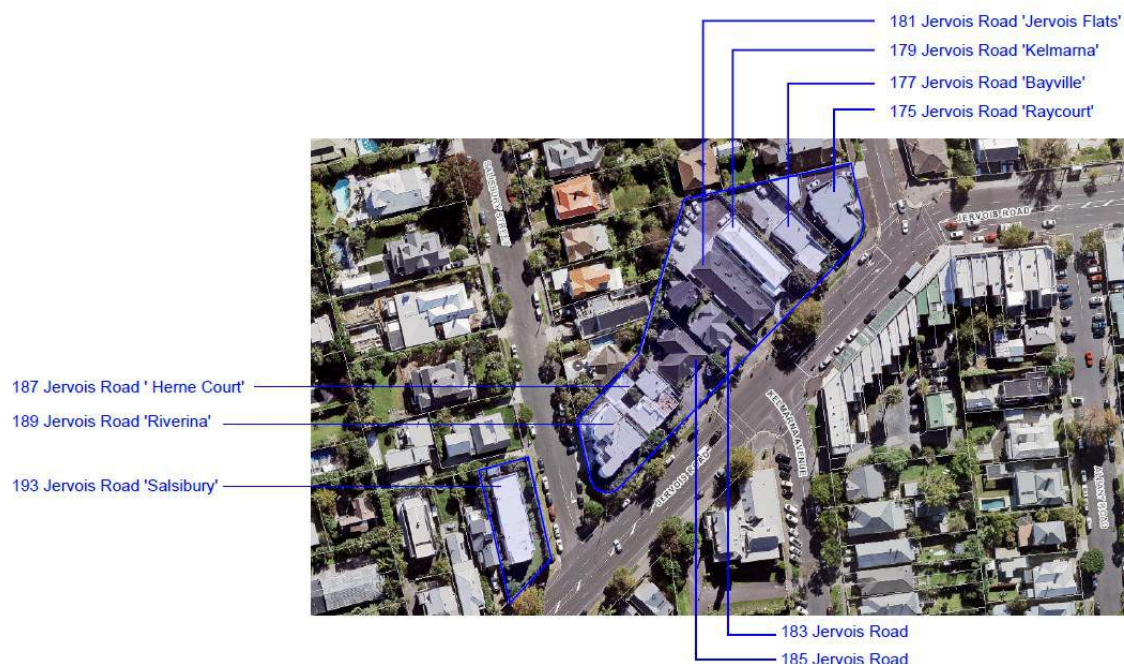 181 Jervois Road 'Jervois Flats'
179 Jervois Road 'Kelmarna'
177 Jervois Road 'Bayville'
175 Jervois Road 'Raycourt'
SALISBURY STREET
JERVOIS ROAD
187 Jervois Road ' Herne Court'
189 Jervois Road 'Riverina'
193 Jervois Road 'Salsibury'
JERVOIS ROAD
KELMARNA AVENUE
183 Jervois Road
185 Jervois Road